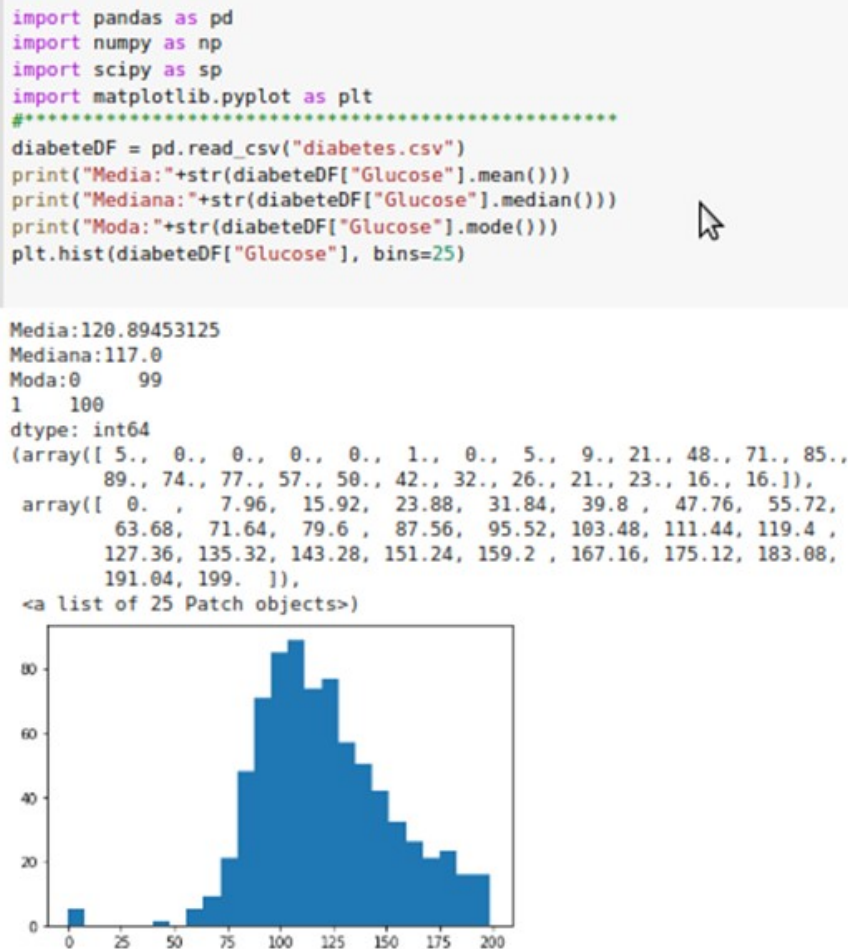 import pandas as pd
import numpy as np
import scipy as sp
import matplotlib.pyplot as plt
#**************************************************
diabeteDF = pd.read_csv("diabetes.csv")
print("Media:"+str(diabeteDF["Glucose"].mean()))
print("Mediana:"+str(diabeteDF["Glucose"].median()))
print("Moda:"+str(diabeteDF["Glucose"].mode()))
plt.hist(diabeteDF["Glucose"], bins=25)
Media:120.89453125
Mediana:117.0
Moda:0     99
1    100
dtype: int64
(array([ 5.,  0.,  0.,  0.,  0.,  1.,  0.,  5.,  9., 21., 48., 71., 85.,
89., 74., 77., 57., 50., 42., 32., 26., 21., 23., 16., 16.]),
array([  0.  ,   7.96,  15.92,  23.88,  31.84,  39.8 ,  47.76,  55.72,
63.68,  71.64,  79.6 ,  87.56,  95.52, 103.48, 111.44, 119.4 ,
127.36, 135.32, 143.28, 151.24, 159.2 , 167.16, 175.12, 183.08,
191.04, 199.  ]),
<a list of 25 Patch objects>)
80
60
40
20
0
0 25 50 75 100 125 150 175 200